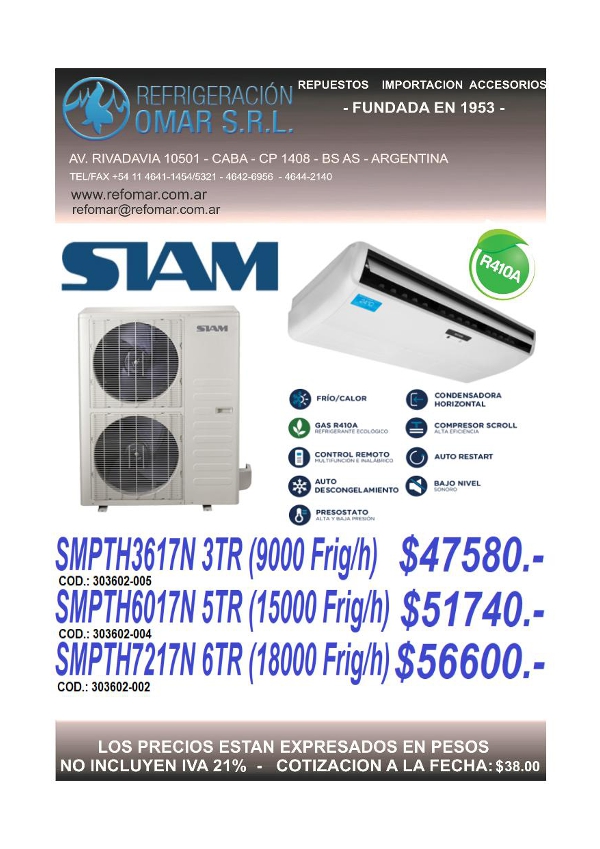 REFRIGERACIÓN
OMAR S.R.L.
REPUESTOS IMPORTACION ACCESORIOS
- FUNDADA EN 1953 -
AV. RIVADAVIA 10501 - CABA - CP 1408 - BS AS - ARGENTINA
TEL/FAX +54 11 4641-1454/5321 - 4642-6956 - 4644-2140
www.refomar.com.ar
refomar@refomar.com.ar
SIAM
R410A
SIAM
FRÍO/CALOR
CONDENSADORA
HORIZONTAL
GAS R410A
REFRIGERANTE ECOLÓGICO
COMPRESOR SCROLL
ALTA EFICIENCIA
CONTROL REMOTO
MULTIFUNCIÓN E INALÁBRICO
AUTO RESTART
AUTO
DESCONGELAMIENTO
BAJO NIVEL
SONORO
PRESOSTATO
ALTA Y BAJA PRESIÓN
SMPTH3617N 3TR (9000 Frig/h) $47580.-
COD.: 303602-005
SMPTH6017N 5TR (15000 Frig/h) $51740.-
COD.: 303602-004
SMPTH7217N 6TR (18000 Frig/h) $56600.-
COD.: 303602-002
LOS PRECIOS ESTAN EXPRESADOS EN PESOS
NO INCLUYEN IVA 21% - COTIZACION A LA FECHA: $38.00